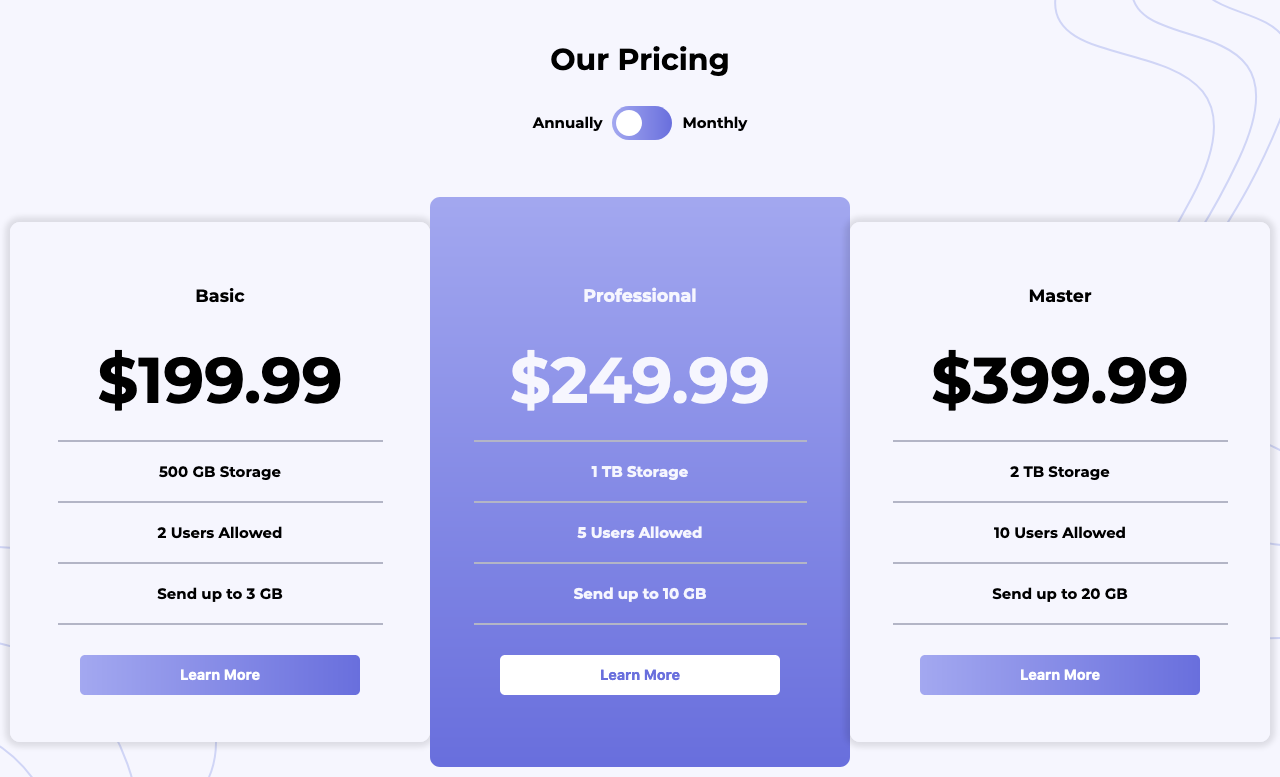 Our Pricing
Annually Monthly
Basic
$199.99
500 GB Storage
2 Users Allowed
Send up to 3 GB
Learn More
Professional
$249.99
1 TB Storage
5 Users Allowed
Send up to 10 GB
Learn More
Master
$399.99
2 TB Storage
10 Users Allowed
Send up to 20 GB
Learn More